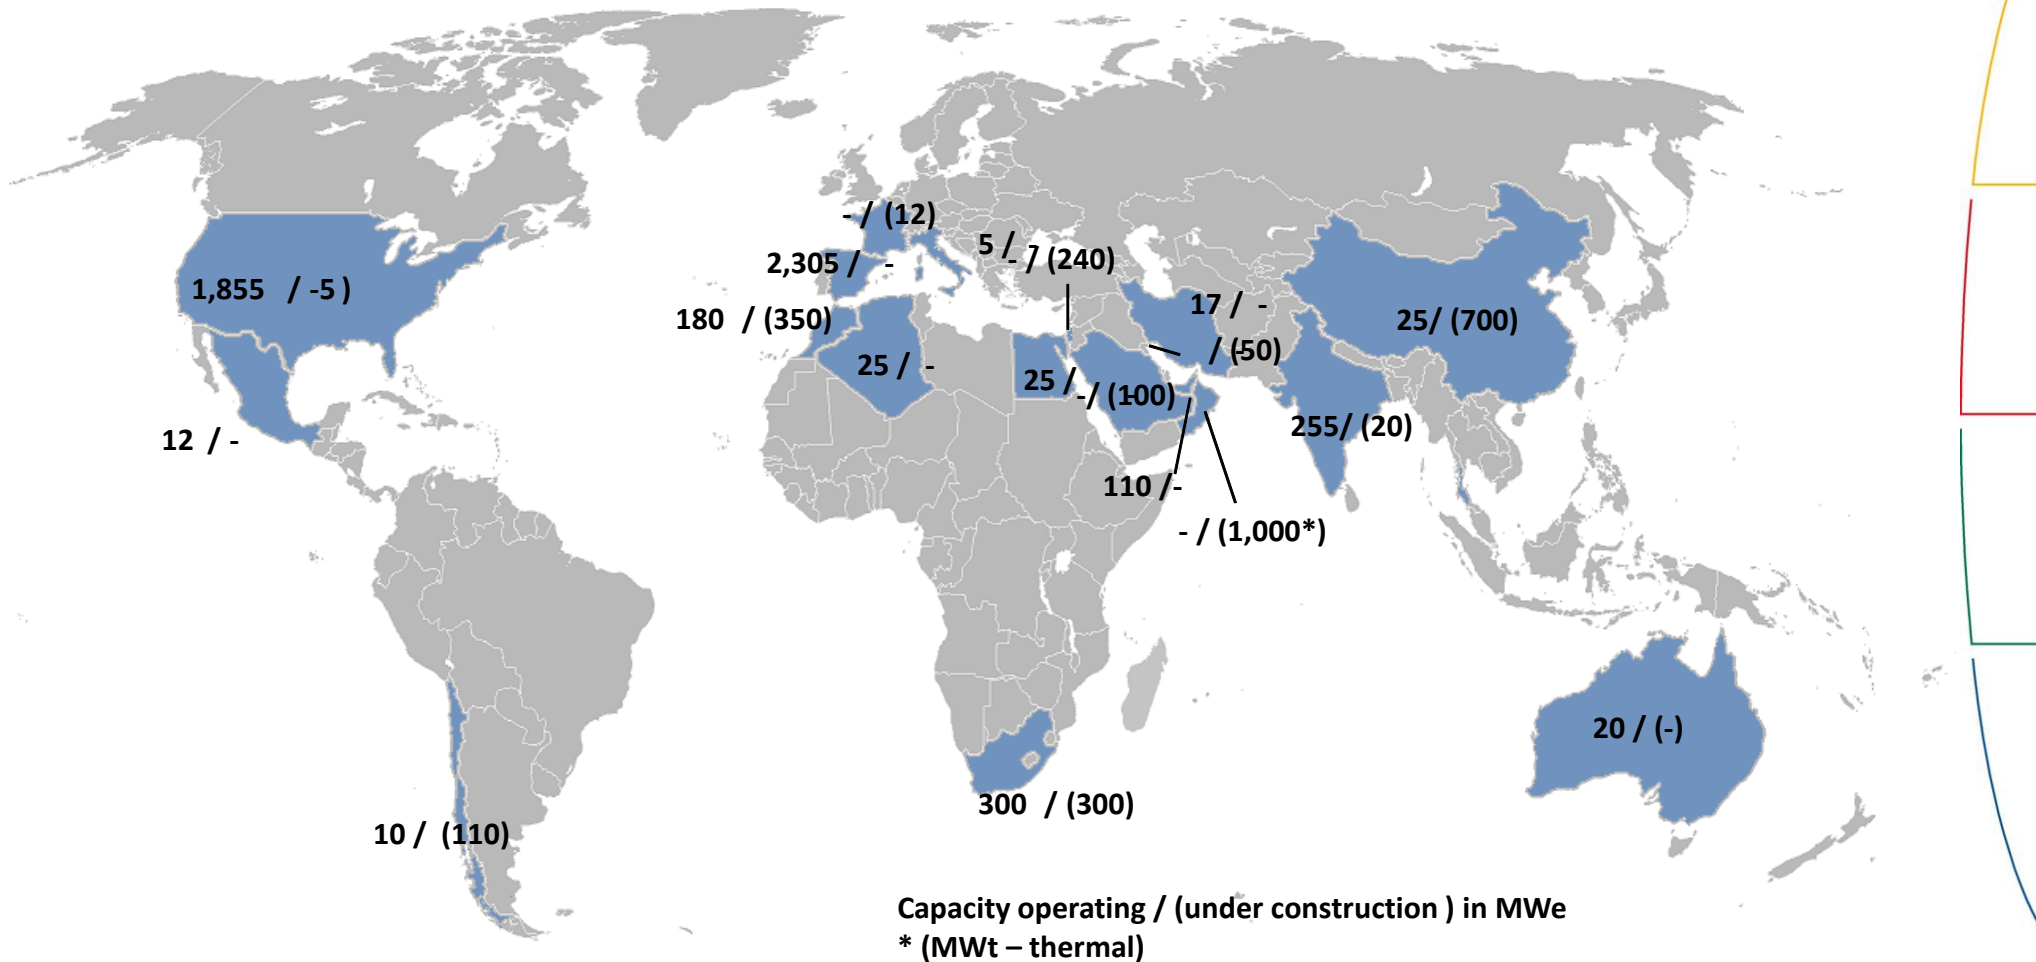 - / (12)
5 / -
- / (240)
2,305 / -
1,855 / -5 )
17 / -
180 / (350)
25/ (700)
/ (50)
25 / -
25 /
-/ (100)
255/ (20)
12 / -
110 /-
- / (1,000*)
20 / (-)
300 / (300)
10 / (110)
Capacity operating / (under construction ) in MWe
* (MWt – thermal)